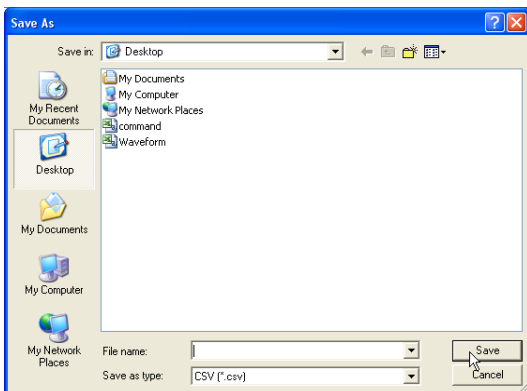 Save As
Save in:
Desktop
My Recent
Documents
Desktop
My Documents
My Computer
My Network
Places
My Documents
My Computer
My Network Places
command
Waveform
File name:
Save
Save as type:
CSV (*.csv)
Cancel